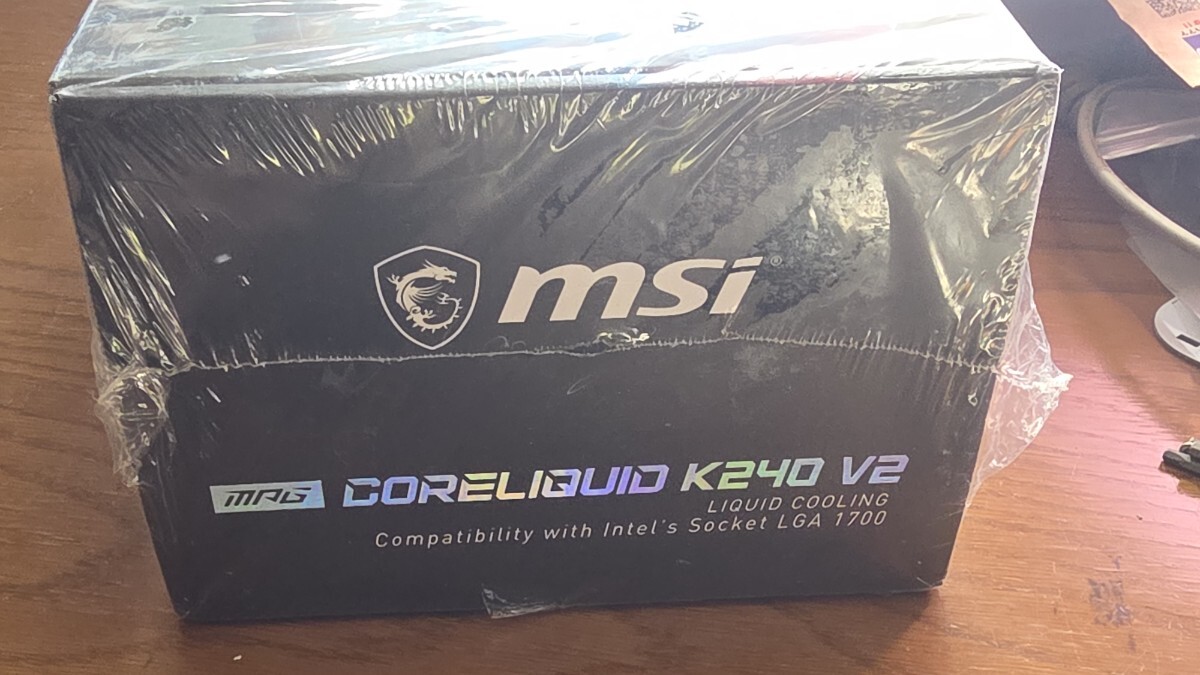 msi®
MPG CORELIQUID K240 V2
LIQUID COOLING
Compatibility with Intel's Socket LGA 1700